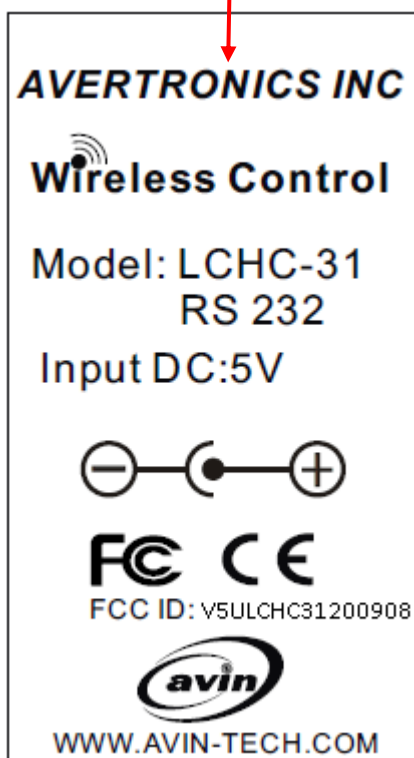 AVERTRONICS INC
Wireless Control
Model: LCHC-31
RS 232
Input DC:5V
FC CE
FCC ID: V5ULCHC31200908
avin
WWW.AVIN-TECH.COM